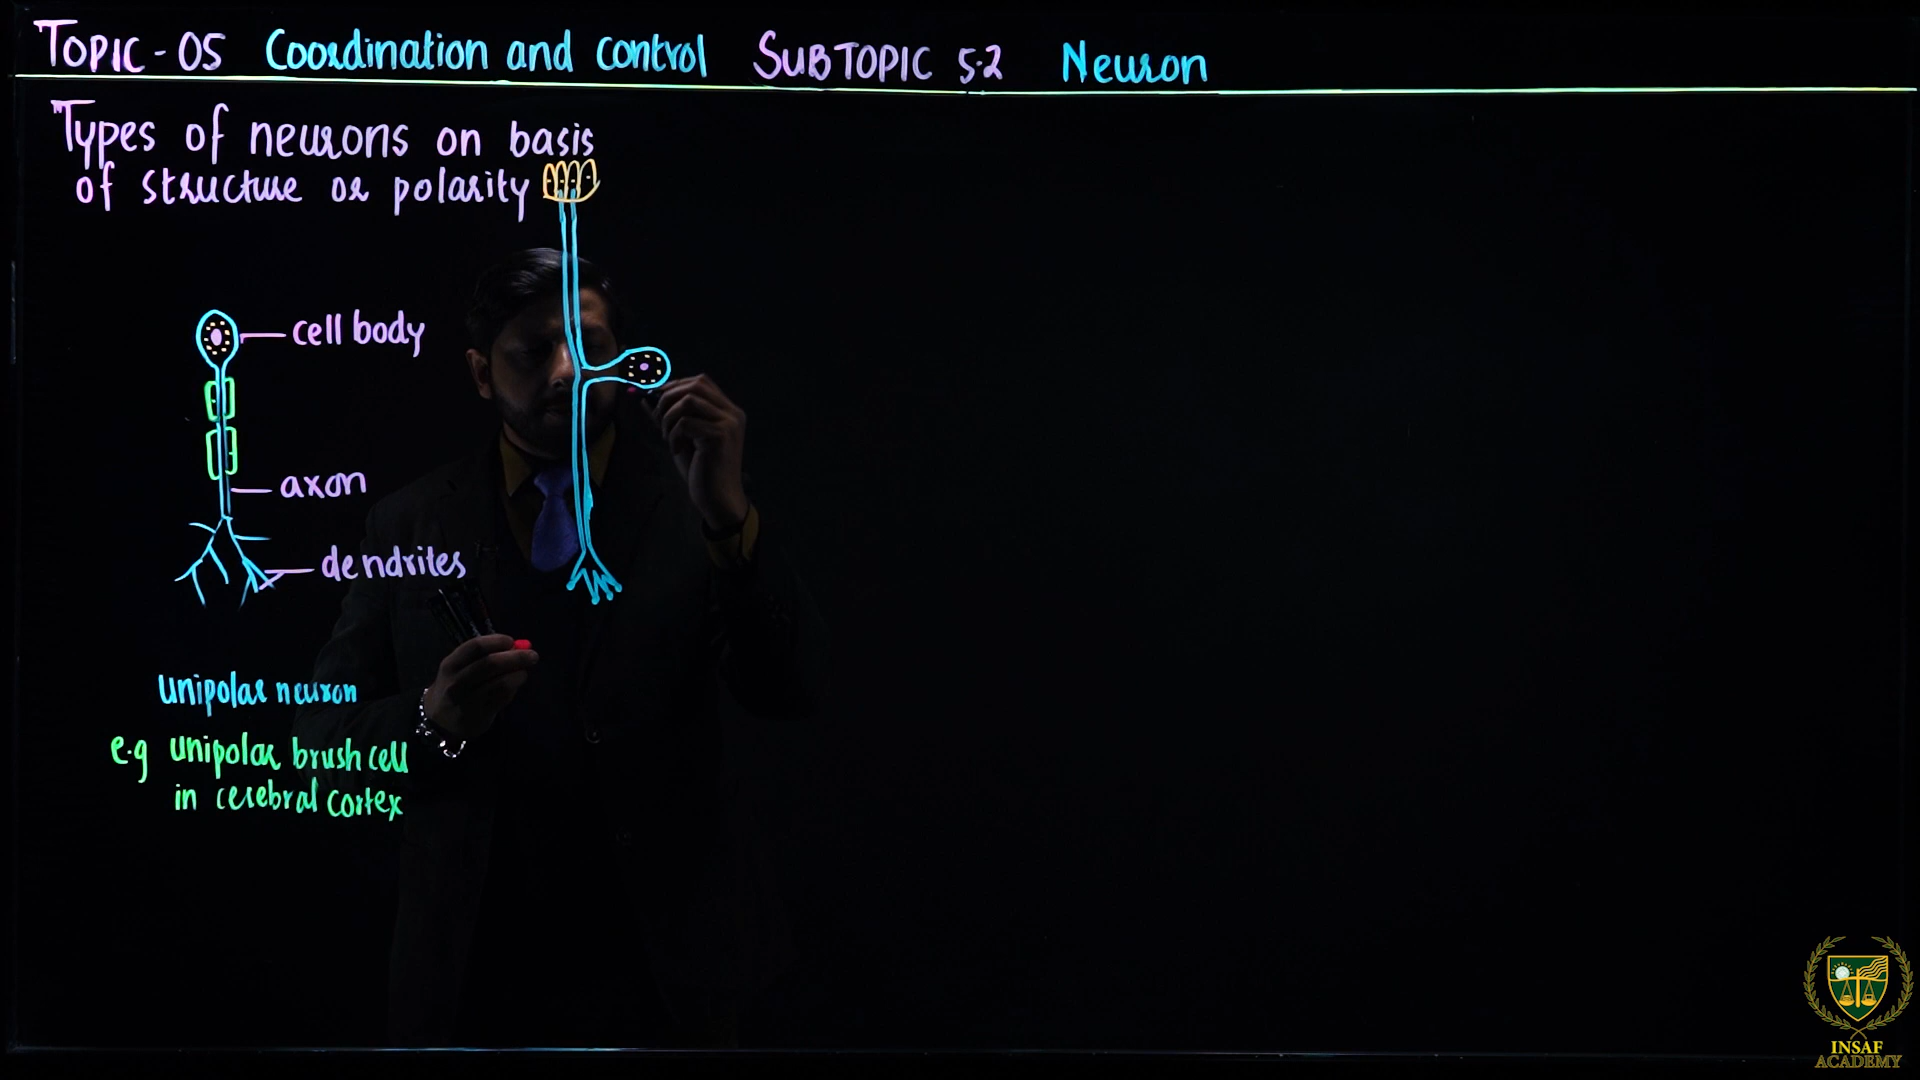 TOPIC - 05 Coordination and control SUBTOPIC 5.2 Neuron
Types of neurons on basis
of structure or polarity
cell body
axon
dendrites
unipolar neuron
e.g unipolar brush cell
in cerebral cortex
INSAF
ACADEMY